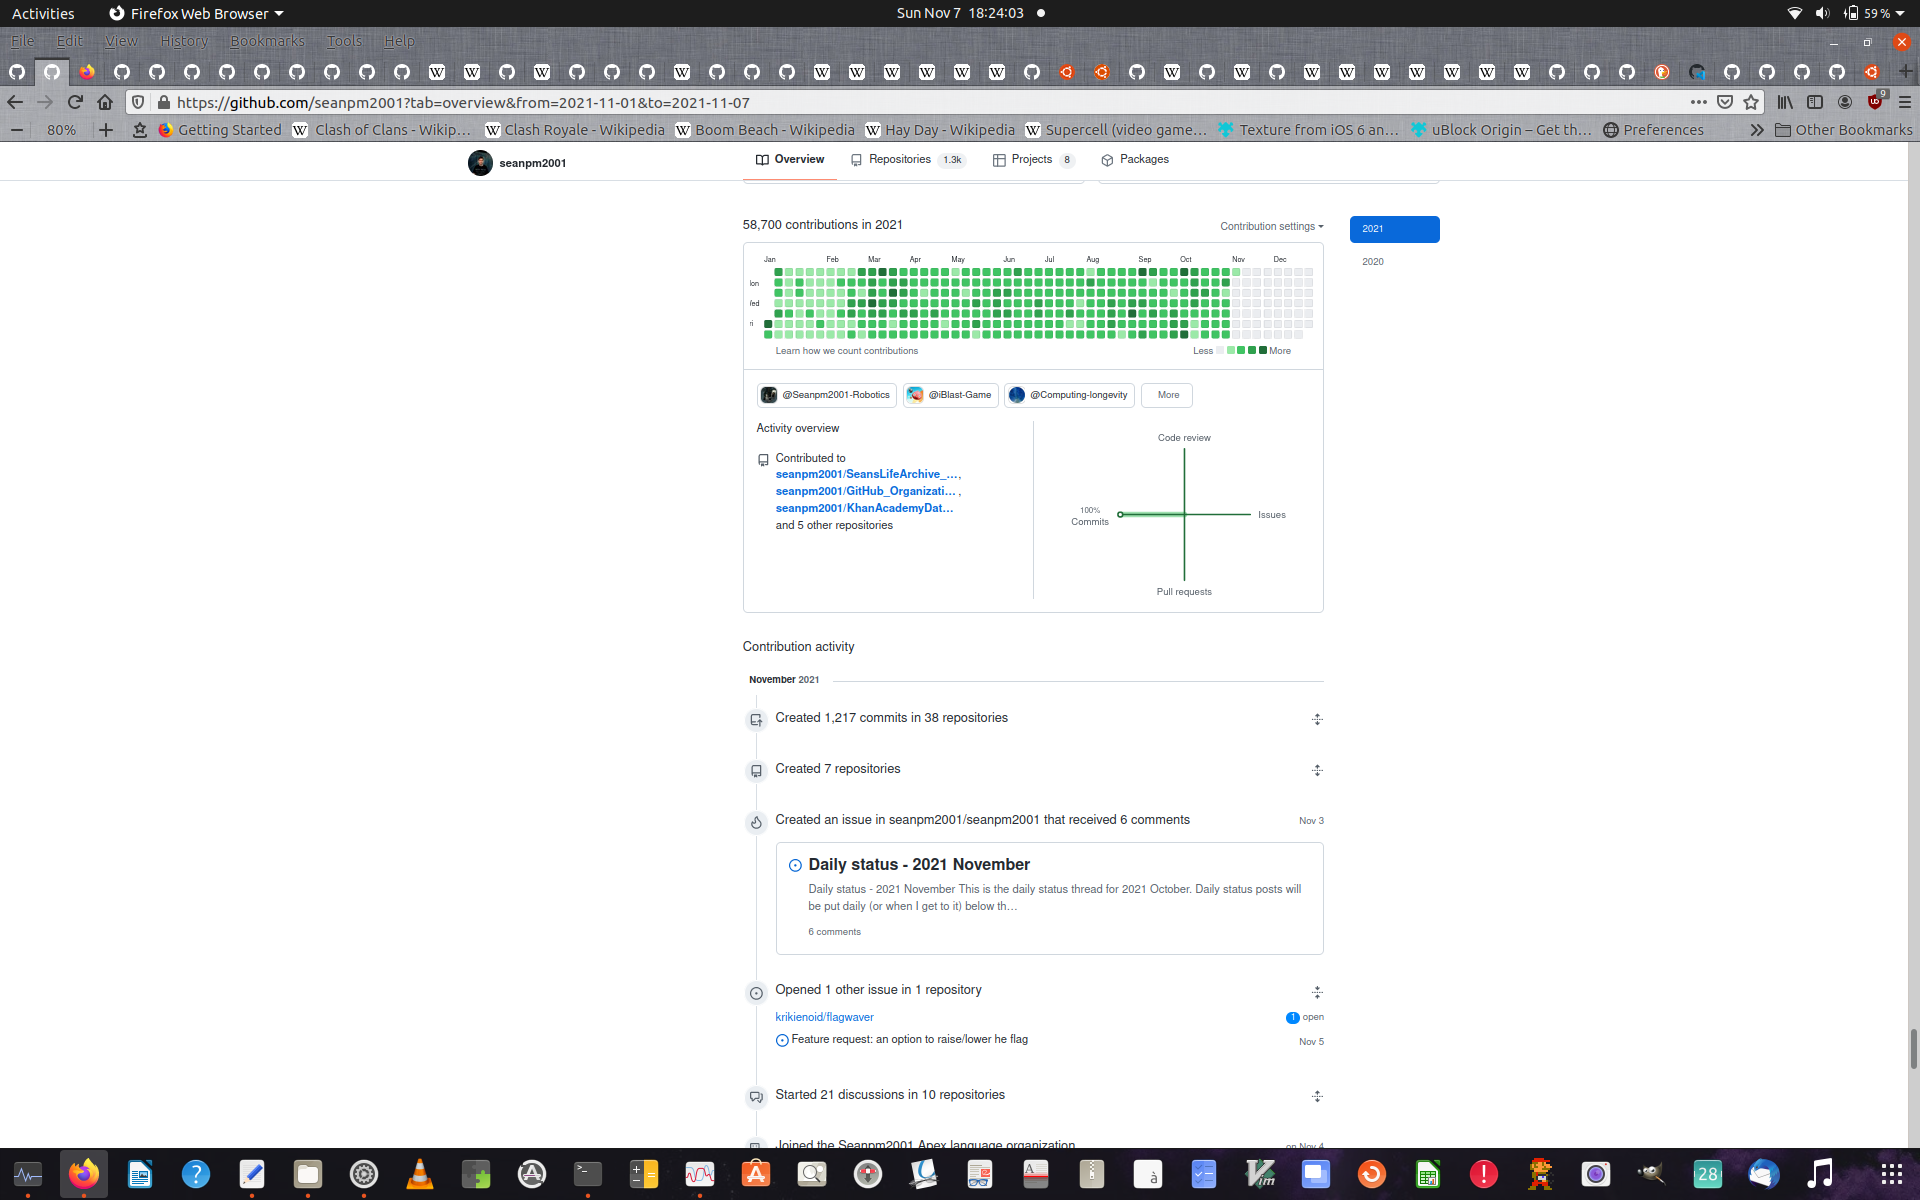 Activities
Firefox Web Browser
Sun Nov 7 18:24:03
59 %
File Edit View History Bookmarks Tools Help
https://github.com/seanpm2001?tab=overview&from=2021-11-01&to=2021-11-07
9
80%
Getting Started
Clash of Clans - Wikip…
Clash Royale - Wikipedia
Boom Beach - Wikipedia
Hay Day - Wikipedia
Supercell (video game…
Texture from iOS 6 an…
uBlock Origin – Get th…
Preferences
Other Bookmarks
seanpm2001
Overview
Repositories 1.3k
Projects 8
Packages
58,700 contributions in 2021
Contribution settings
2021
2020
Jan Feb Mar Apr May Jun Jul Aug Sep Oct Nov Dec
lon
/ed
ri
Learn how we count contributions
Less
More
@Seanpm2001-Robotics
@iBlast-Game
@Computing-longevity
More
Activity overview
Contributed to
seanpm2001/SeansLifeArchive_…,
seanpm2001/GitHub_Organizati… ,
seanpm2001/KhanAcademyDat…
and 5 other repositories
Code review
100%
Commits
Issues
Pull requests
Contribution activity
November 2021
Created 1,217 commits in 38 repositories
Created 7 repositories
Created an issue in seanpm2001/seanpm2001 that received 6 comments
Nov 3
Daily status - 2021 November
Daily status - 2021 November This is the daily status thread for 2021 October. Daily status posts will
be put daily (or when I get to it) below th…
6 comments
Opened 1 other issue in 1 repository
krikienoid/flagwaver
1 open
Feature request: an option to raise/lower he flag
Nov 5
Started 21 discussions in 10 repositories
Joined the Seanpm2001 Apex language organization
on Nov 4
28